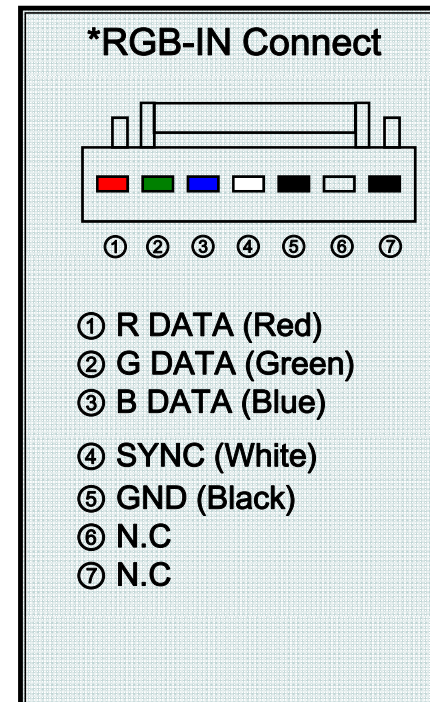 *RGB-IN Connect
① ② ③ ④ ⑤ ⑥ ⑦
① R DATA (Red)
② G DATA (Green)
③ B DATA (Blue)
④ SYNC (White)
⑤ GND (Black)
⑥ N.C
⑦ N.C